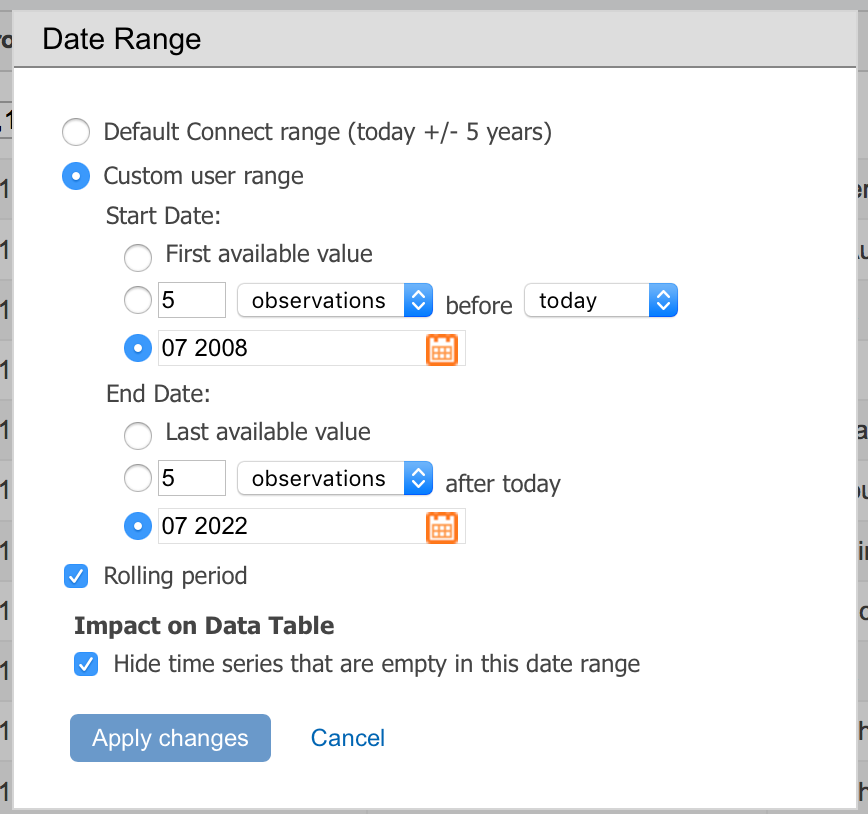 Date Range
Default Connect range (today +/- 5 years)
Custom user range
Start Date:
First available value
5 observations before today
07 2008
End Date:
Last available value
5 observations after today
07 2022
Rolling period
Impact on Data Table
Hide time series that are empty in this date range
Apply changes Cancel